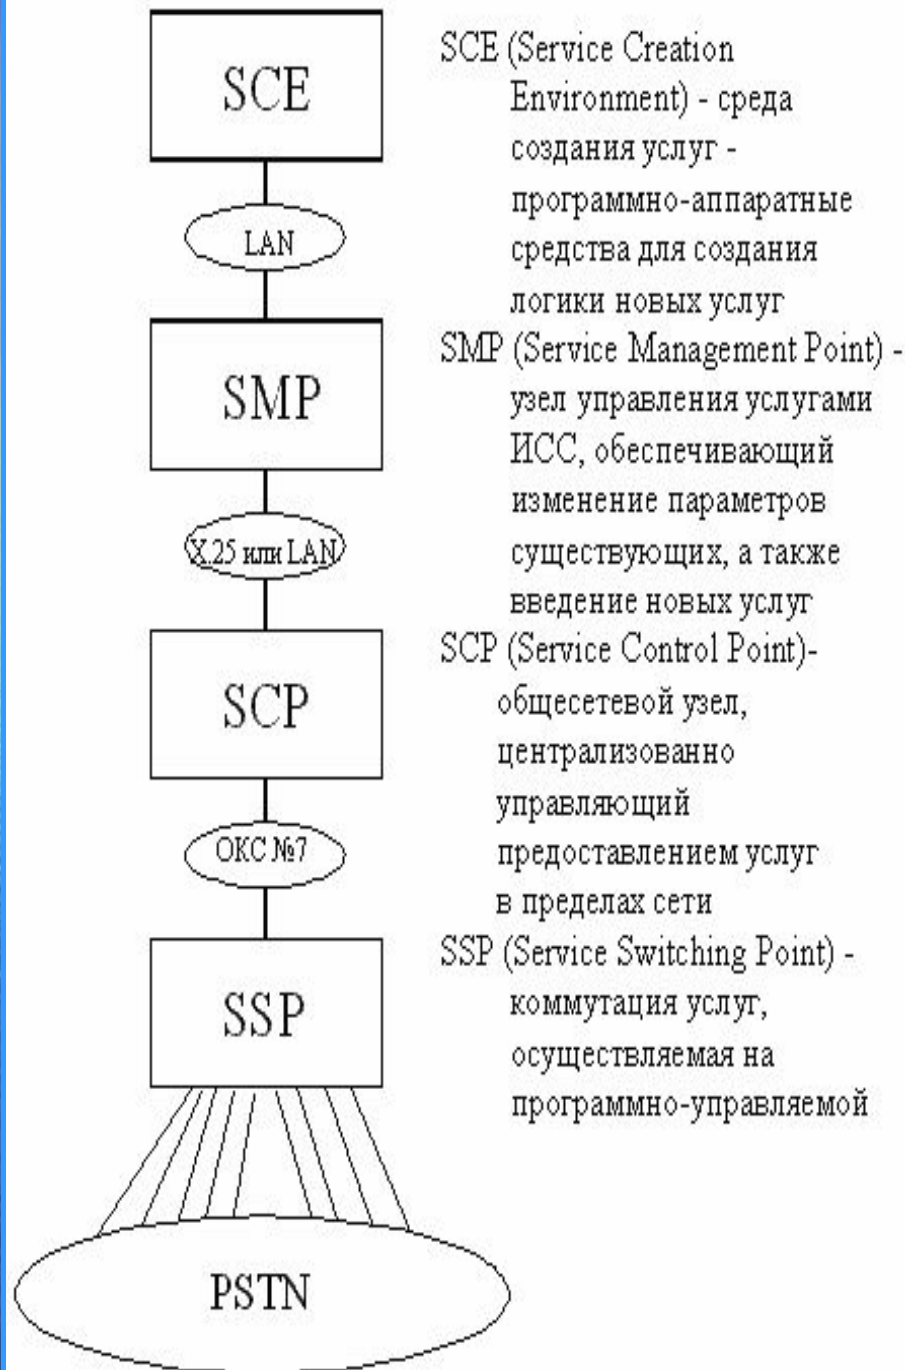 SCE
LAN
SMP
X.25 или LAN
SCP
ОКС №7
SSP
PSTN
SCE (Service Creation
Environment) - среда
создания услуг -
программно-аппаратные
средства для создания
логики новых услуг
SMP (Service Management Point) -
узел управления услугами
ИСС, обеспечивающий
изменение параметров
существующих, а также
введение новых услуг
SCP (Service Control Point)-
общесетевой узел,
централизованно
управляющий
предоставлением услуг
в пределах сети
SSP (Service Switching Point) -
коммутация услуг,
осуществляемая на
программно-управляемой